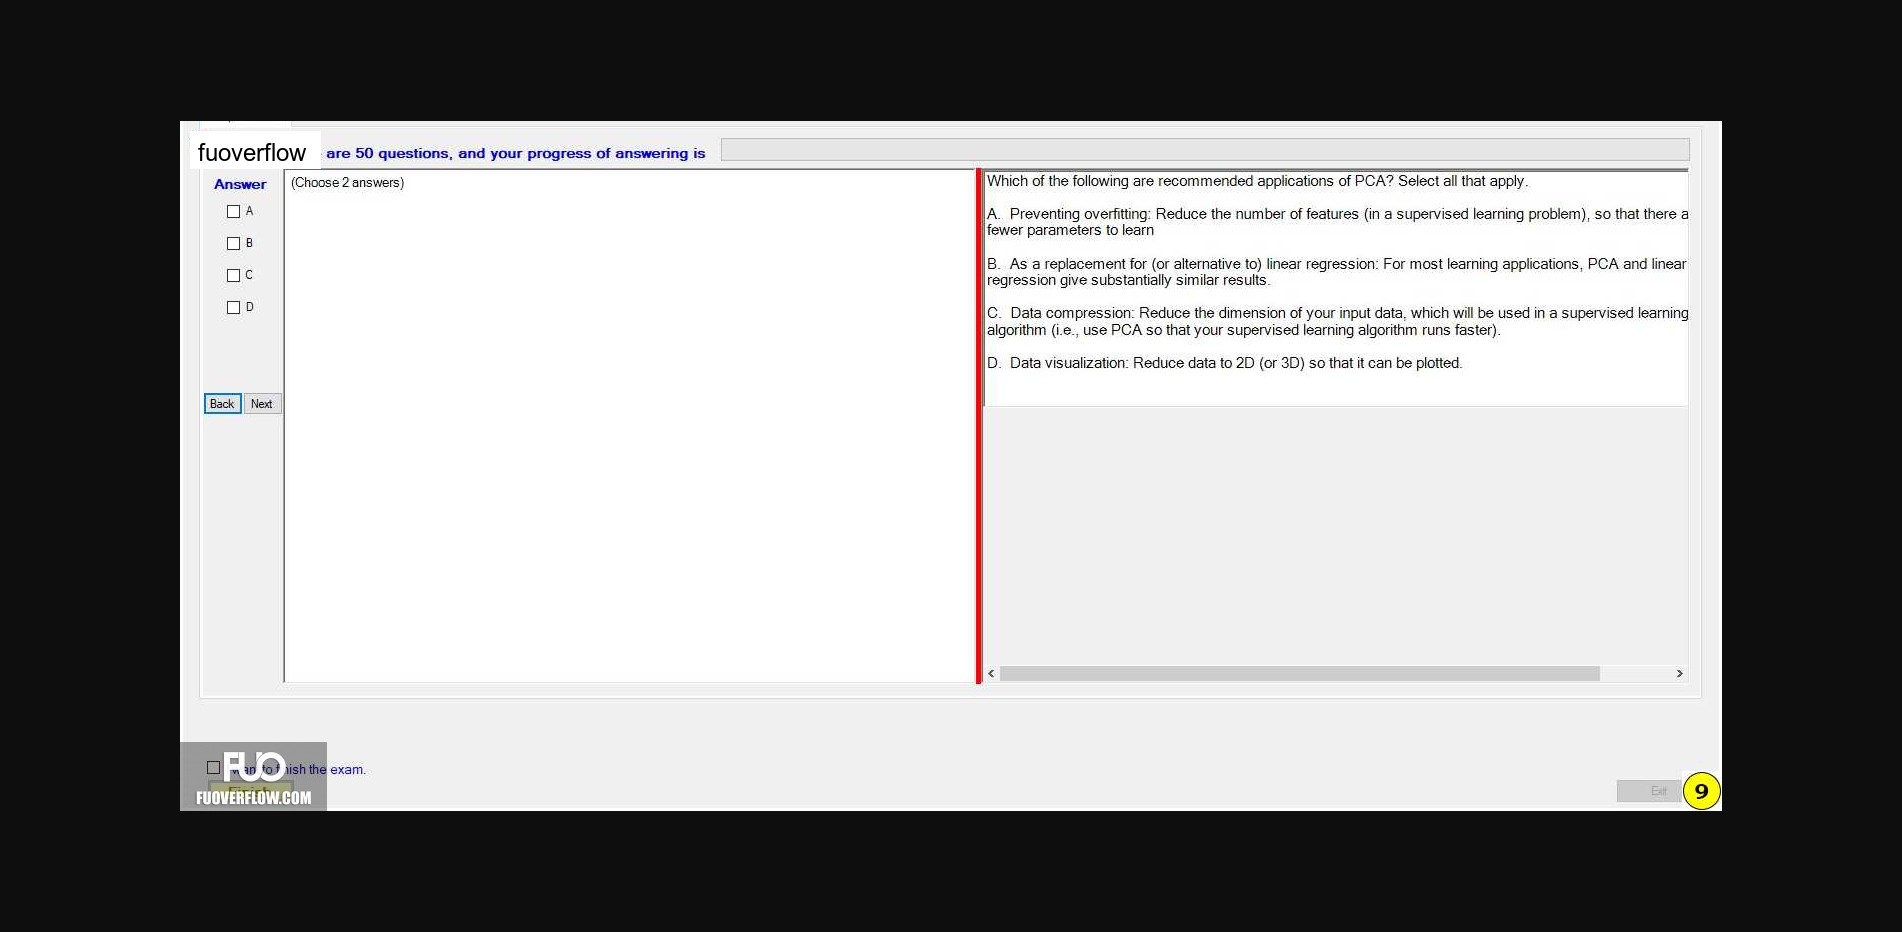 fuoverflow are 50 questions, and your progress of answering is
Answer
(Choose 2 answers)
A
B
C
D
Back Next
Which of the following are recommended applications of PCA? Select all that apply.
A. Preventing overfitting: Reduce the number of features (in a supervised learning problem), so that there a
fewer parameters to learn
B. As a replacement for (or alternative to) linear regression: For most learning applications, PCA and linear
regression give substantially similar results.
C. Data compression: Reduce the dimension of your input data, which will be used in a supervised learning
algorithm (i.e., use PCA so that your supervised learning algorithm runs faster).
D. Data visualization: Reduce data to 2D (or 3D) so that it can be plotted.
FUO
want to finish the exam.
Finish
FUOVERFLOW.COM
Exit
9